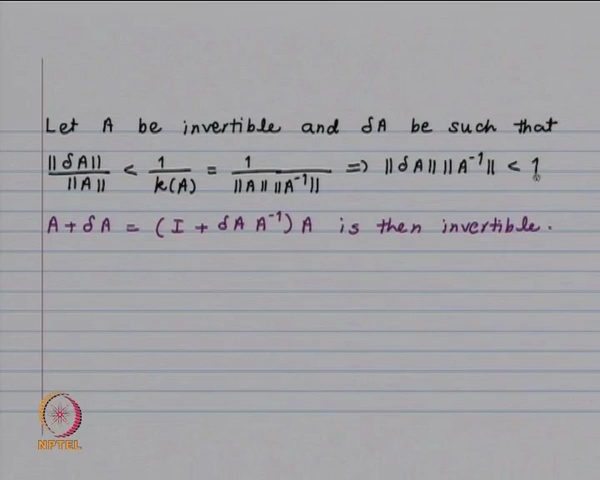 Let A be invertible and δA be such that
||δA|| / ||A|| < 1 / k(A) = 1 / ||A|| ||A⁻¹|| ⇒ ||δA|| ||A⁻¹|| < 1
A + δA = (I + δA A⁻¹) A is then invertible.
NPTEL